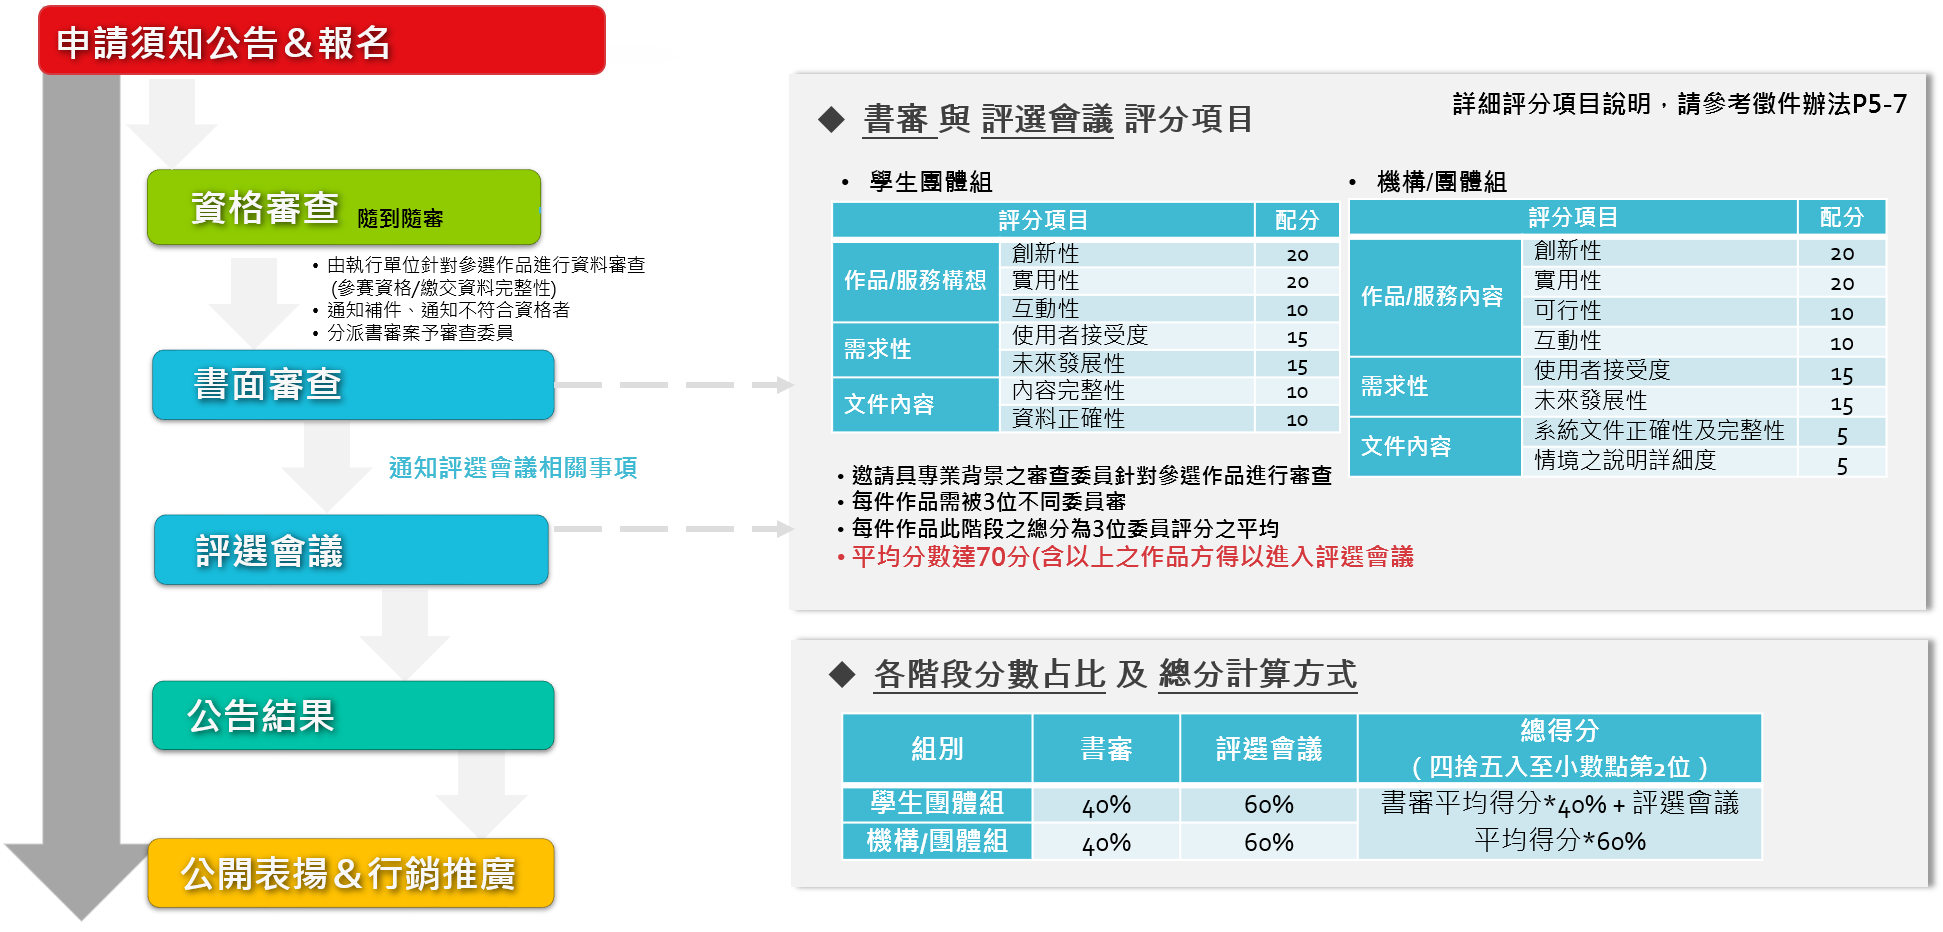 申請須知公告＆報名
資格審查 隨到隨審
• 由執行單位針對參選作品進行資料審查
(參賽資格/繳交資料完整性)
• 通知補件、通知不符合資格者
• 分派書審案予審查委員
書面審查
通知評選會議相關事項
評選會議
公告結果
公開表揚＆行銷推廣
◆ 書審 與 評選會議 評分項目
詳細評分項目說明，請參考徵件辦法P5-7
• 學生團體組
評分項目 配分
作品/服務構想
創新性 20
實用性 20
互動性 10
需求性
使用者接受度 15
未來發展性 15
文件內容
內容完整性 10
資料正確性 10
• 機構/團體組
評分項目 配分
作品/服務內容
創新性 20
實用性 20
可行性 10
互動性 10
需求性
使用者接受度 15
未來發展性 15
文件內容
系統文件正確性及完整性 5
情境之說明詳細度 5
• 邀請具專業背景之審查委員針對參選作品進行審查
• 每件作品需被3位不同委員審
• 每件作品此階段之總分為3位委員評分之平均
• 平均分數達70分(含以上之作品方得以進入評選會議
◆ 各階段分數占比 及 總分計算方式
組別 書審 評選會議 總得分
（四捨五入至小數點第2位）
學生團體組 40% 60% 書審平均得分*40% + 評選會議
機構/團體組 40% 60% 平均得分*60%